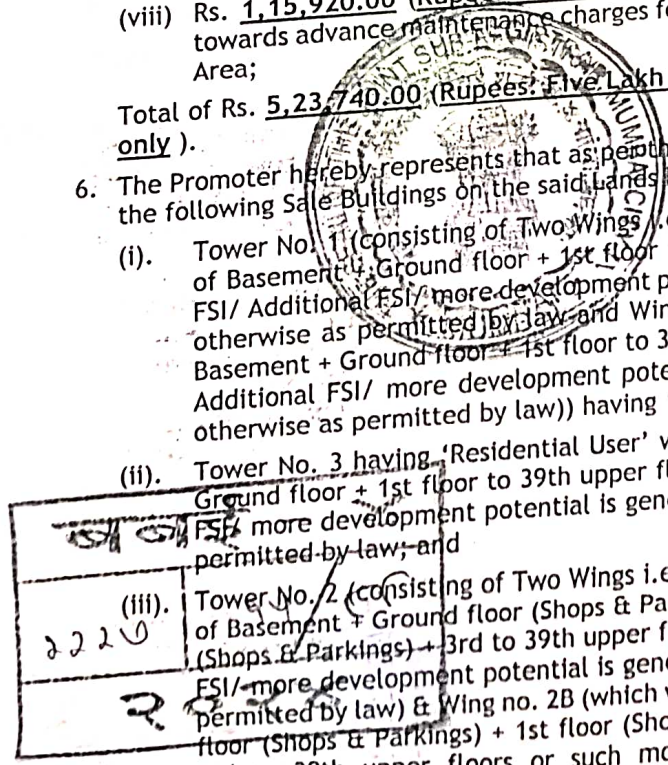 (viii) Rs. 1,15,920.00 (Rupees
towards advance maintenance charges f
Area;
Total of Rs. 5,23,740.00 (Rupees: Five Lakh
only ).
6. The Promoter hereby represents that as per th
the following Sale Buildings on the said Lands
(i). Tower No. 1 (consisting of Two Wings i.e
of Basement + Ground floor + 1st floor
FSI/ Additional FSI/ more development p
otherwise as permitted by law and Win
Basement + Ground floor + 1st floor to 3
Additional FSI/ more development pote
otherwise as permitted by law)) having
(ii). Tower No. 3 having 'Residential User' w
Ground floor + 1st floor to 39th upper fl
FSI/ more development potential is gen
permitted by law; and
(iii). Tower No. 2 (consisting of Two Wings i.e
of Basement + Ground floor (Shops & Pa
(Shops & Parkings) + 3rd to 39th upper f
FSI/ more development potential is gene
permitted by law) & Wing no. 2B (which w
floor (Shops & Parkings) + 1st floor (Sho
upper floors or such mo